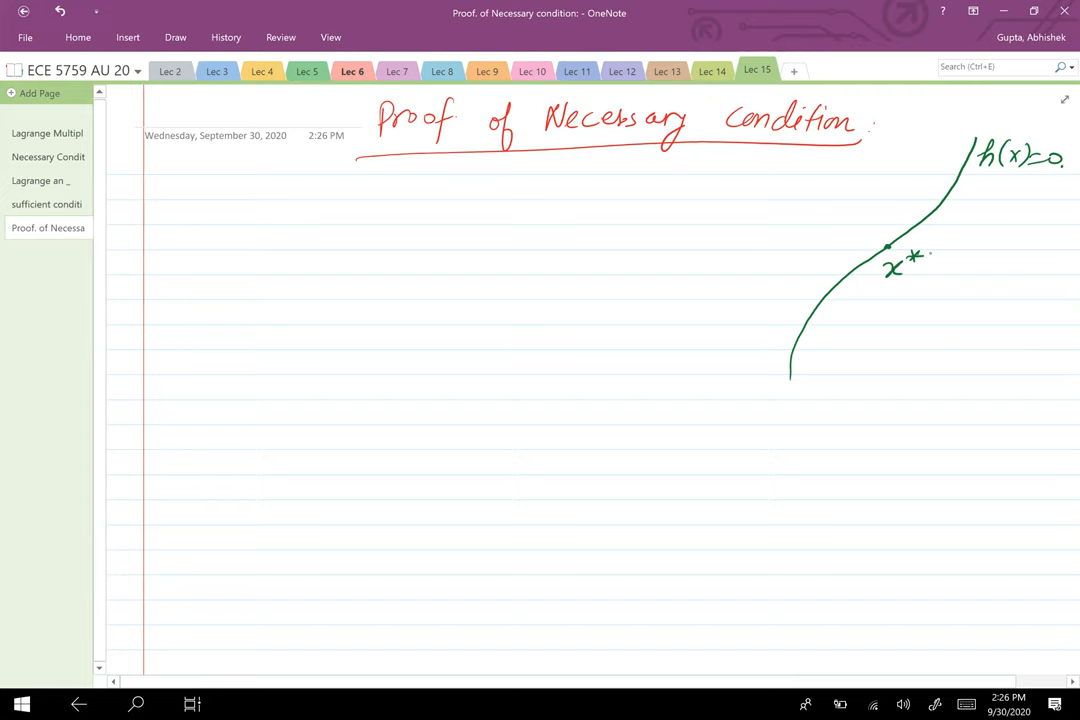 Proof. of Necessary condition: - OneNote
File Home Insert Draw History Review View
Gupta, Abhishek
ECE 5759 AU 20
Lec 2 Lec 3 Lec 4 Lec 5 Lec 6 Lec 7 Lec 8 Lec 9 Lec 10 Lec 11 Lec 12 Lec 13 Lec 14 Lec 15
Search (Ctrl+E)
Add Page
Lagrange Multipl
Necessary Condit
Lagrange an _
sufficient conditi
Proof. of Necessa
Proof. of Necessary condition:
Wednesday, September 30, 2020 2:26 PM
h(x)=0.
x*
2:26 PM
9/30/2020